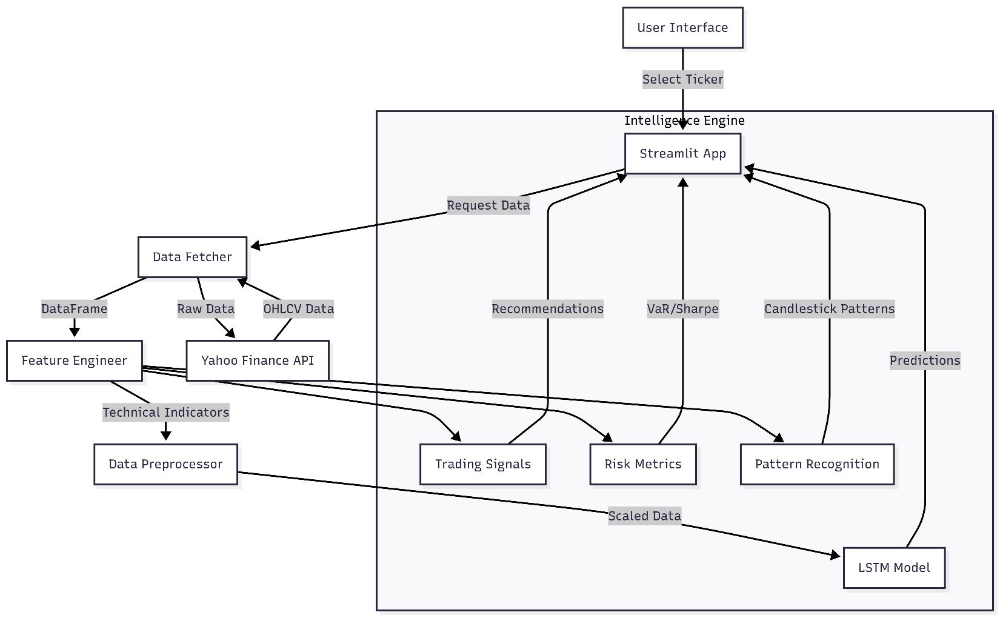 User Interface
Select Ticker
Intelligence Engine
Streamlit App
Request Data
Data Fetcher
DataFrame
Raw Data
OHLCV Data
Recommendations
VaR/Sharpe
Candlestick Patterns
Feature Engineer
Yahoo Finance API
Predictions
Technical Indicators
Data Preprocessor
Trading Signals
Risk Metrics
Pattern Recognition
Scaled Data
LSTM Model